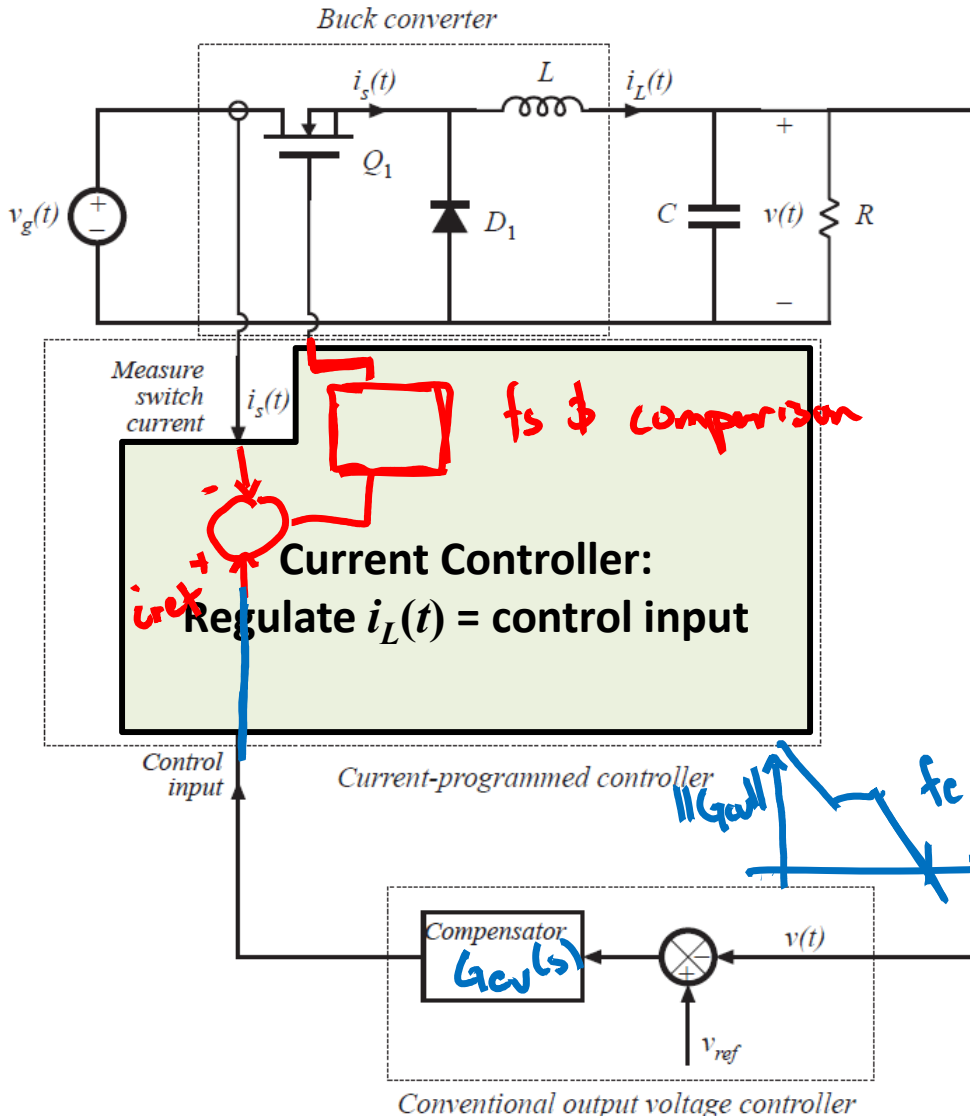 Buck converter
i_s(t)
L
i_L(t)
Q_1
v_g(t)
+
−
D_1
C
+
v(t)
−
R
Measure
switch
current
i_s(t)
fs & comparison
-
+
iref
Current Controller:
Regulate i_L(t) = control input
Control
input
Current-programmed controller
||Gcv||
fc
Compensator
Gcv(s)
−
+
v(t)
v_ref
Conventional output voltage controller